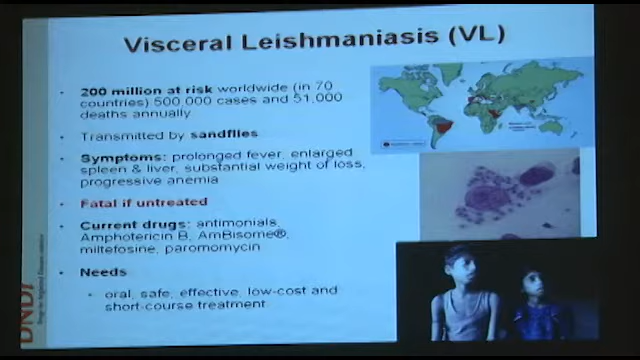 Visceral Leishmaniasis (VL)
200 million at risk worldwide (in 70
countries) 500,000 cases and 51,000
deaths annually
Transmitted by sandflies
Symptoms: prolonged fever, enlarged
spleen & liver, substantial weight of loss,
progressive anemia
Fatal if untreated
Current drugs: antimonials,
Amphotericin B, AmBisome®,
miltefosine, paromomycin
Needs
oral, safe, effective, low-cost and
short-course treatment
DNDi